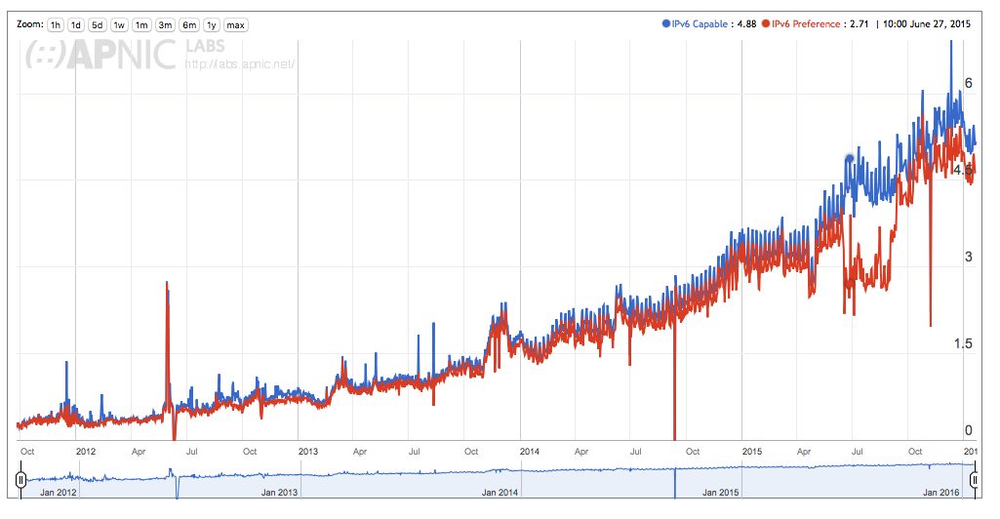 Zoom: 1h 1d 5d 1w 1m 3m 6m 1y max
IPv6 Capable : 4.88 IPv6 Preference : 2.71 | 10:00 June 27, 2015
(::)APNIC LABS
http://labs.apnic.net/
6
4.5
3
1.5
0
Oct 2012 Apr Jul Oct 2013 Apr Jul Oct 2014 Apr Jul Oct 2015 Apr Jul Oct 201
Jan 2012 Jan 2013 Jan 2014 Jan 2015 Jan 2016